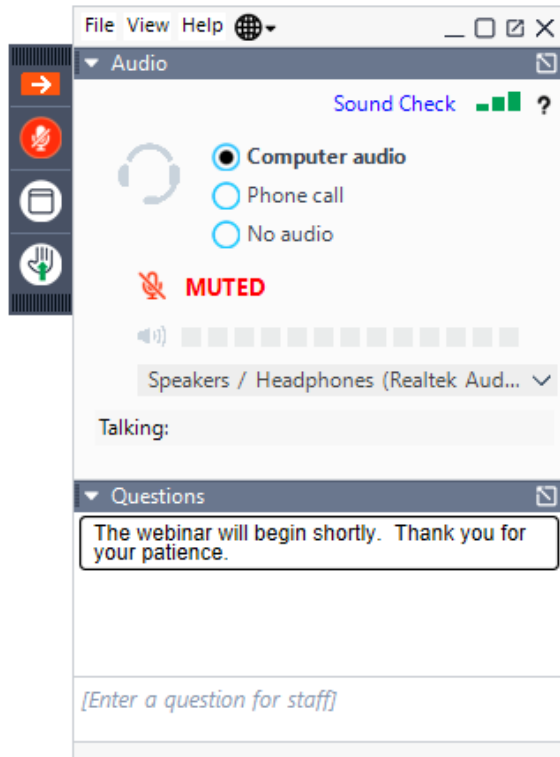 File View Help
Audio
Sound Check ?
Computer audio
Phone call
No audio
MUTED
Speakers / Headphones (Realtek Aud...
Talking:
Questions
The webinar will begin shortly.  Thank you for
your patience.
[Enter a question for staff]